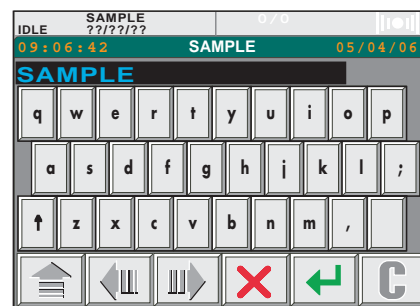 SAMPLE 0/0
IDLE ??/??/??
09:06:42 SAMPLE 05/04/06
SAMPLE
q w e r t y u i o p
a s d f g h j k l ;
z x c v b n m ,
C